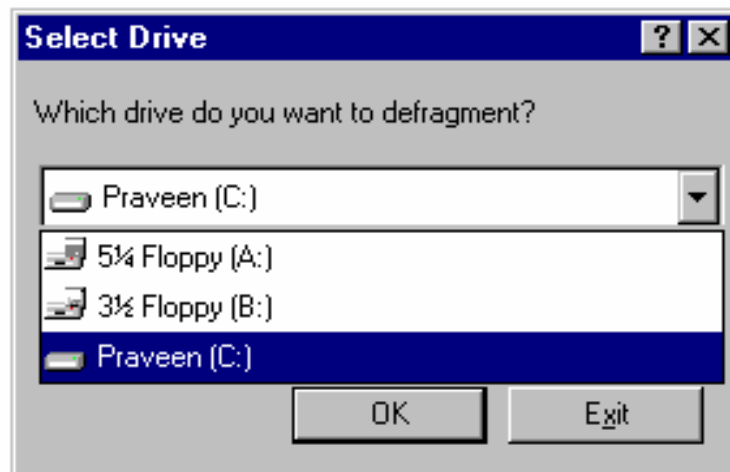 Select Drive
Which drive do you want to defragment?
Praveen (C:)
5¼ Floppy (A:)
3½ Floppy (B:)
Praveen (C:)
OK Exit